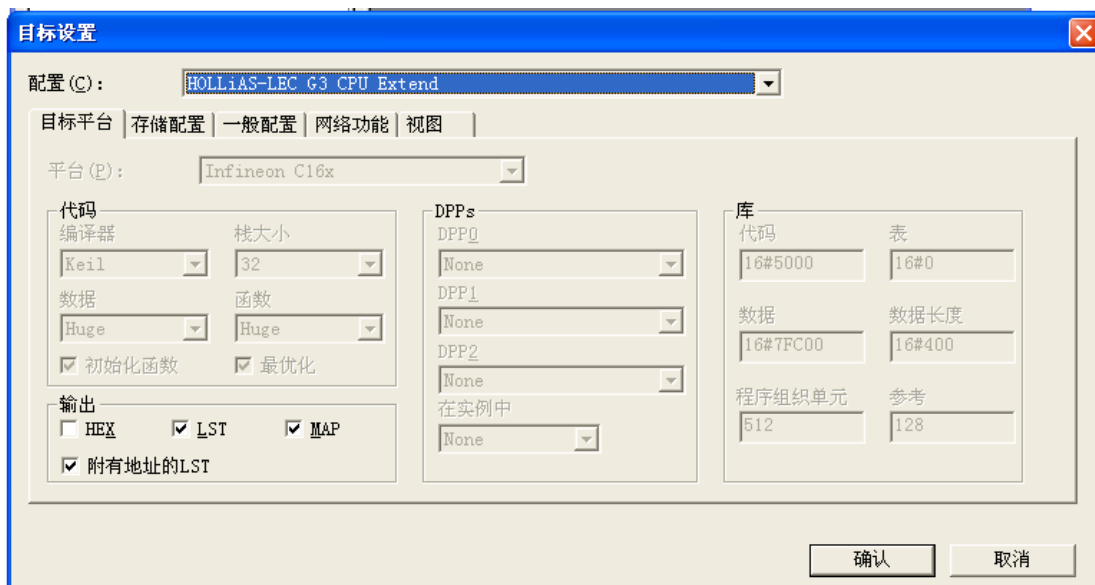 目标设置
配置(C): HOLLiAS-LEC G3 CPU Extend
目标平台 存储配置 一般配置 网络功能 视图
平台(P): Infineon C16x
代码
编译器 栈大小
Keil 32
数据 函数
Huge Huge
初始化函数 最优化
输出
HEX LST MAP
附有地址的LST
DPPs
DPP0
None
DPP1
None
DPP2
None
在实例中
None
库
代码 表
16#5000 16#0
数据 数据长度
16#7FC00 16#400
程序组织单元 参考
512 128
确认 取消